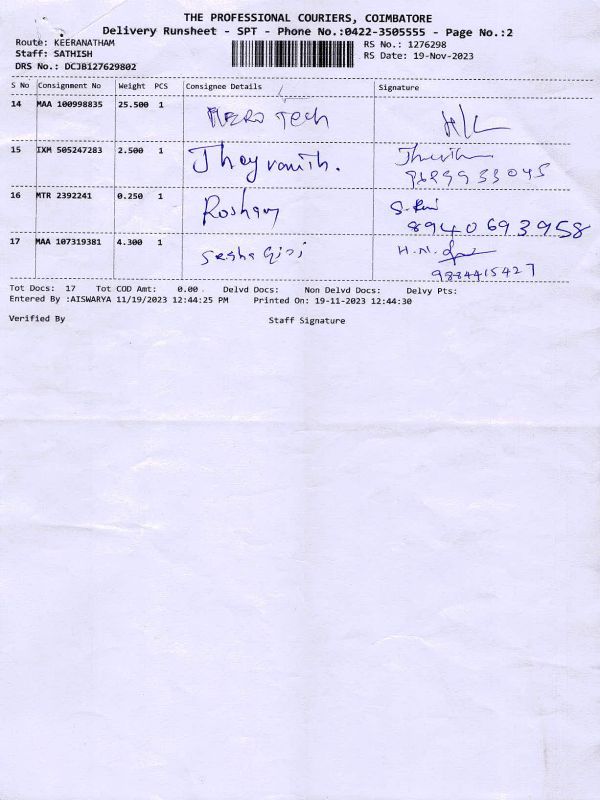 THE PROFESSIONAL COURIERS, COIMBATORE
Delivery Runsheet - SPT - Phone No.:0422-3505555 - Page No.:2
Route: KEERANATHAM
Staff: SATHISH
DRS No.: DCJB127629802
RS No.: 1276298
RS Date: 19-Nov-2023
S No Consignment No Weight PCS Consignee Details Signature
14 MAA 100998835 25.500 1 AERO Tech
15 IXM 505247283 2.500 1 Jheyranith.
16 MTR 2392241 0.250 1 Roshan S.
8940693958
17 MAA 107319381 4.300 1 Sesha Giri H.N.
9884415427
Tot Docs: 17 Tot COD Amt: 0.00 Delvd Docs: Non Delvd Docs: Delvy Pts:
Entered By :AISWARYA 11/19/2023 12:44:25 PM Printed On: 19-11-2023 12:44:30
Verified By Staff Signature